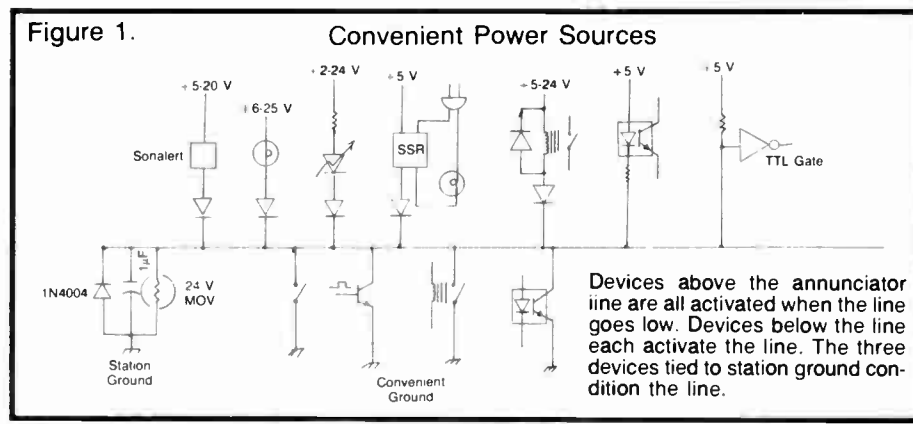 Figure 1.
Convenient Power Sources
+ 5-20 V
+ 6-25 V
+ 2-24 V
+ 5 V
+ 5-24 V
+ 5 V
+ 5 V
Sonalert
SSR
TTL Gate
1N4004
1µF
24 V
MOV
Station
Ground
Convenient
Ground
Devices above the annunciator
line are all activated when the line
goes low. Devices below the line
each activate the line. The three
devices tied to station ground con-
dition the line.